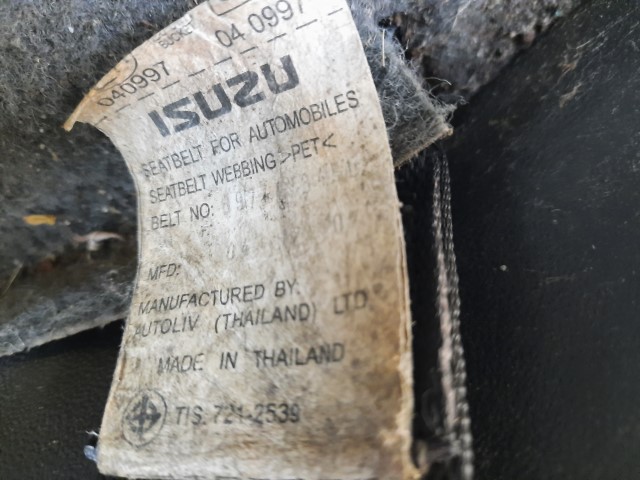 04 0997
040997
ISUZU
SEATBELT FOR AUTOMOBILES
SEATBELT WEBBING >PET<
BELT NO:
MFD:
MANUFACTURED BY:
AUTOLIV (THAILAND) LTD
MADE IN THAILAND
TIS. 721-2539